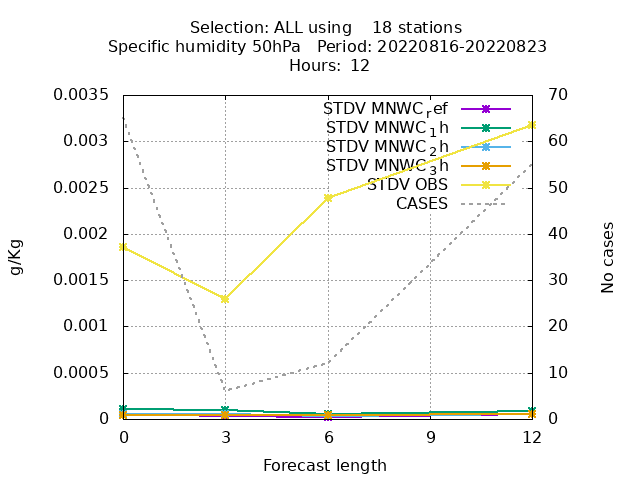 Selection: ALL using    18 stations
Specific humidity 50hPa   Period: 20220816-20220823
Hours: 12
0.0035
0.003
0.0025
0.002
0.0015
0.001
0.0005
0
g/Kg
STDV MNWC_ref
STDV MNWC_1h
STDV MNWC_2h
STDV MNWC_3h
STDV OBS
CASES
70
60
50
40
30
20
10
0
No cases
0 3 6 9 12
Forecast length